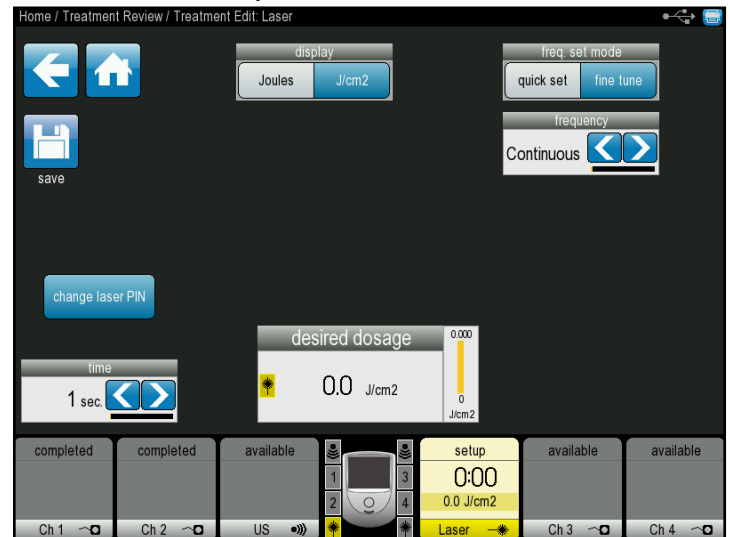 Home / Treatment Review / Treatment Edit: Laser
display
freq. set mode
Joules
J/cm2
quick set
fine tune
frequency
Continuous
save
change laser PIN
desired dosage
0.000
time
0.0 J/cm2
1 sec.
0
J/cm2
completed
completed
available
setup
available
available
1
3
0:00
2
4
0.0 J/cm2
Ch 1
Ch 2
US
Laser
Ch 3
Ch 4